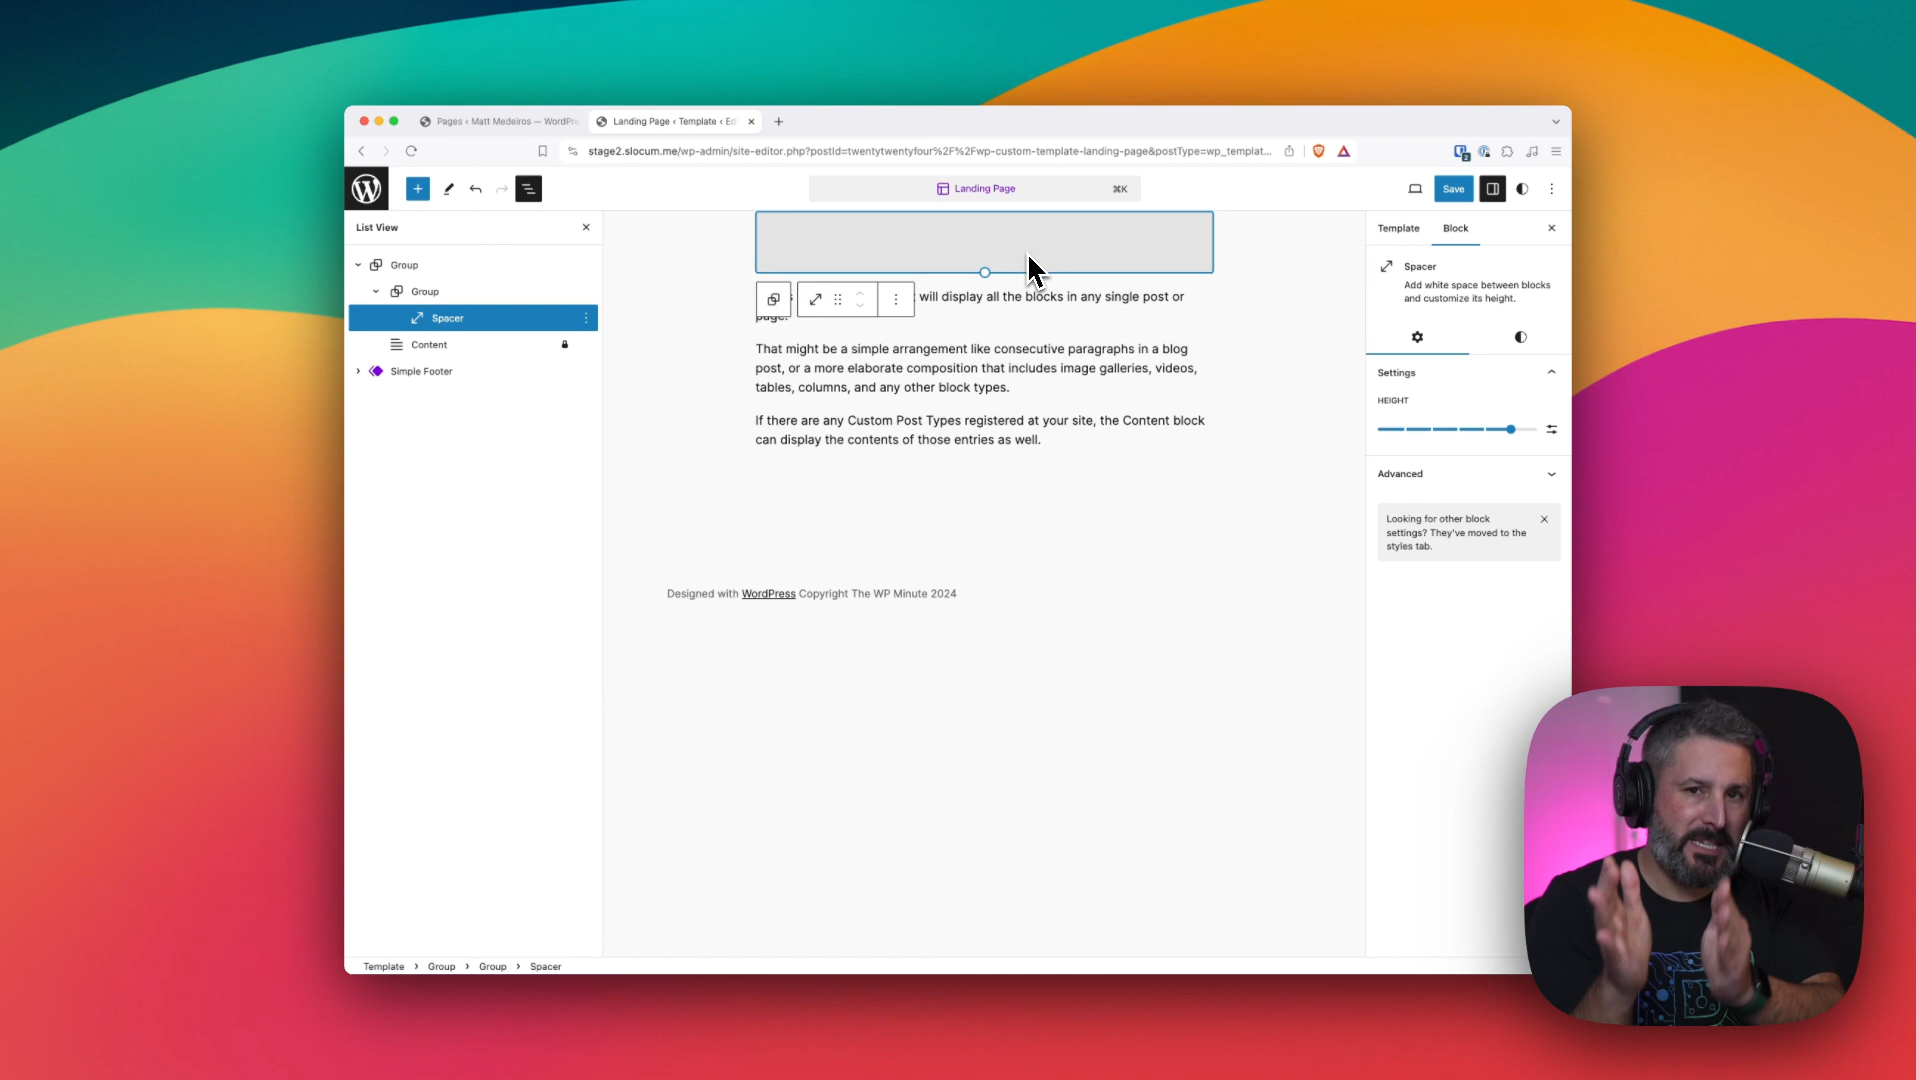 Pages ‹ Matt Medeiros — WordPre
Landing Page ‹ Template ‹ Ed
stage2.slocum.me/wp-admin/site-editor.php?postId=twentytwentyfour%2F%2Fwp-custom-template-landing-page&postType=wp_templat...
2
Landing Page
⌘K
Save
List View
Group
Group
Spacer
Content
Simple Footer
will display all the blocks in any single post or
page.
That might be a simple arrangement like consecutive paragraphs in a blog
post, or a more elaborate composition that includes image galleries, videos,
tables, columns, and any other block types.
If there are any Custom Post Types registered at your site, the Content block
can display the contents of those entries as well.
Designed with WordPress Copyright The WP Minute 2024
Template
Block
Spacer
Add white space between blocks
and customize its height.
Settings
HEIGHT
Advanced
Looking for other block
settings? They've moved to the
styles tab.
Template › Group › Group › Spacer